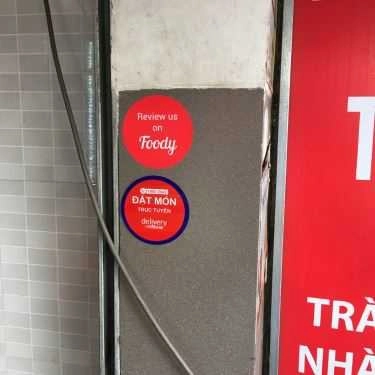 Review us
on
Foody
ĐẶT MÓN
TRỰC TUYẾN
delivery
T
TRÀ
NHÀ